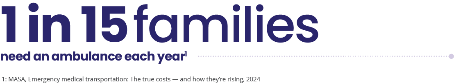 1 in 15 families
need an ambulance each year¹
1: MASA, Emergency medical transportation: The true costs — and how they're rising, 2024